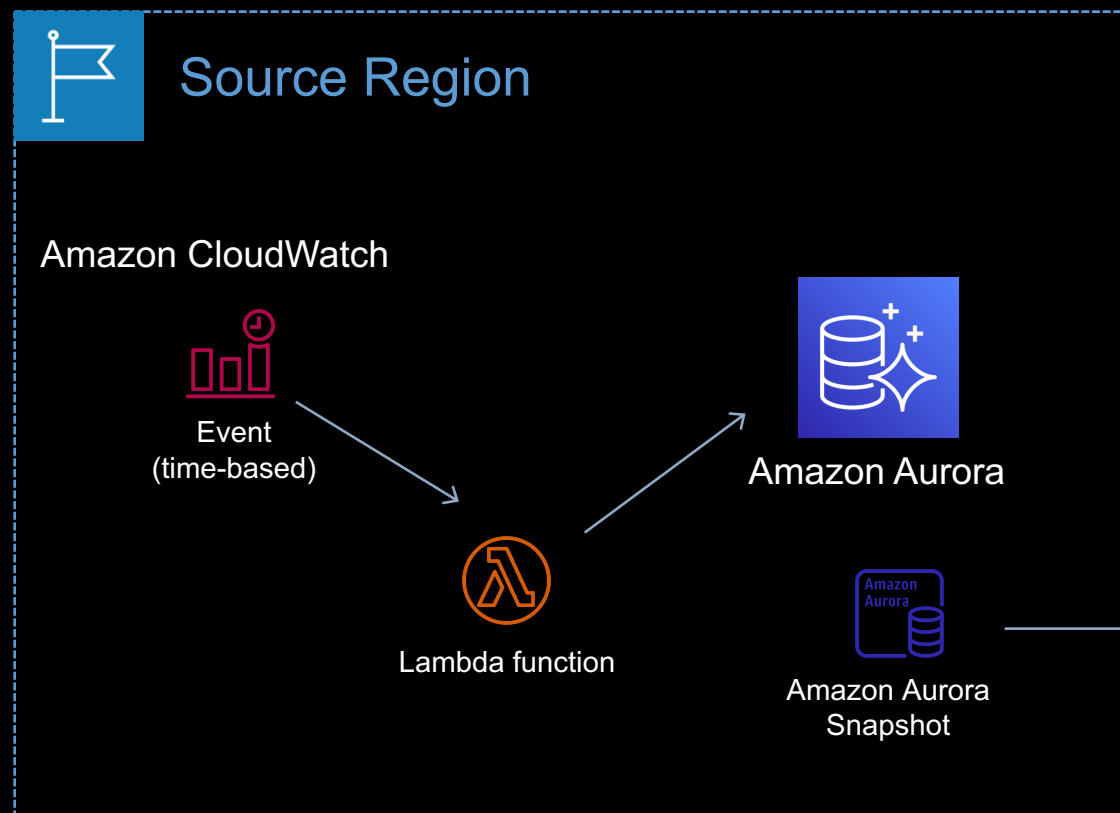 Source Region
Amazon CloudWatch
Event
(time-based)
Lambda function
Amazon Aurora
Amazon
Aurora
Amazon Aurora
Snapshot